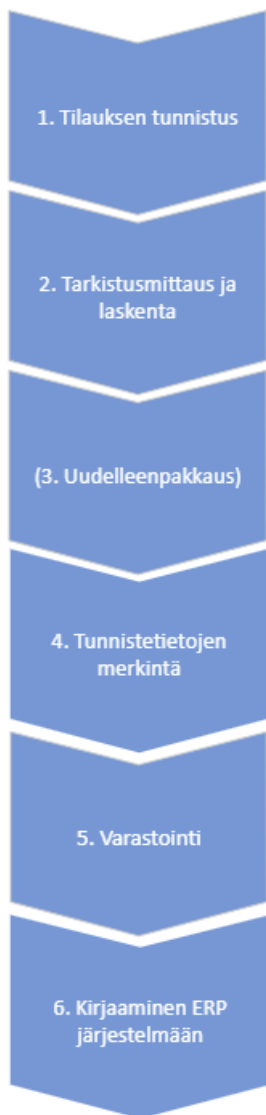 1. Tilauksen tunnistus
2. Tarkistusmittaus ja
laskenta
(3. Uudelleenpakkaus)
4. Tunnistetietojen
merkintä
5. Varastointi
6. Kirjaaminen ERP
järjestelmään